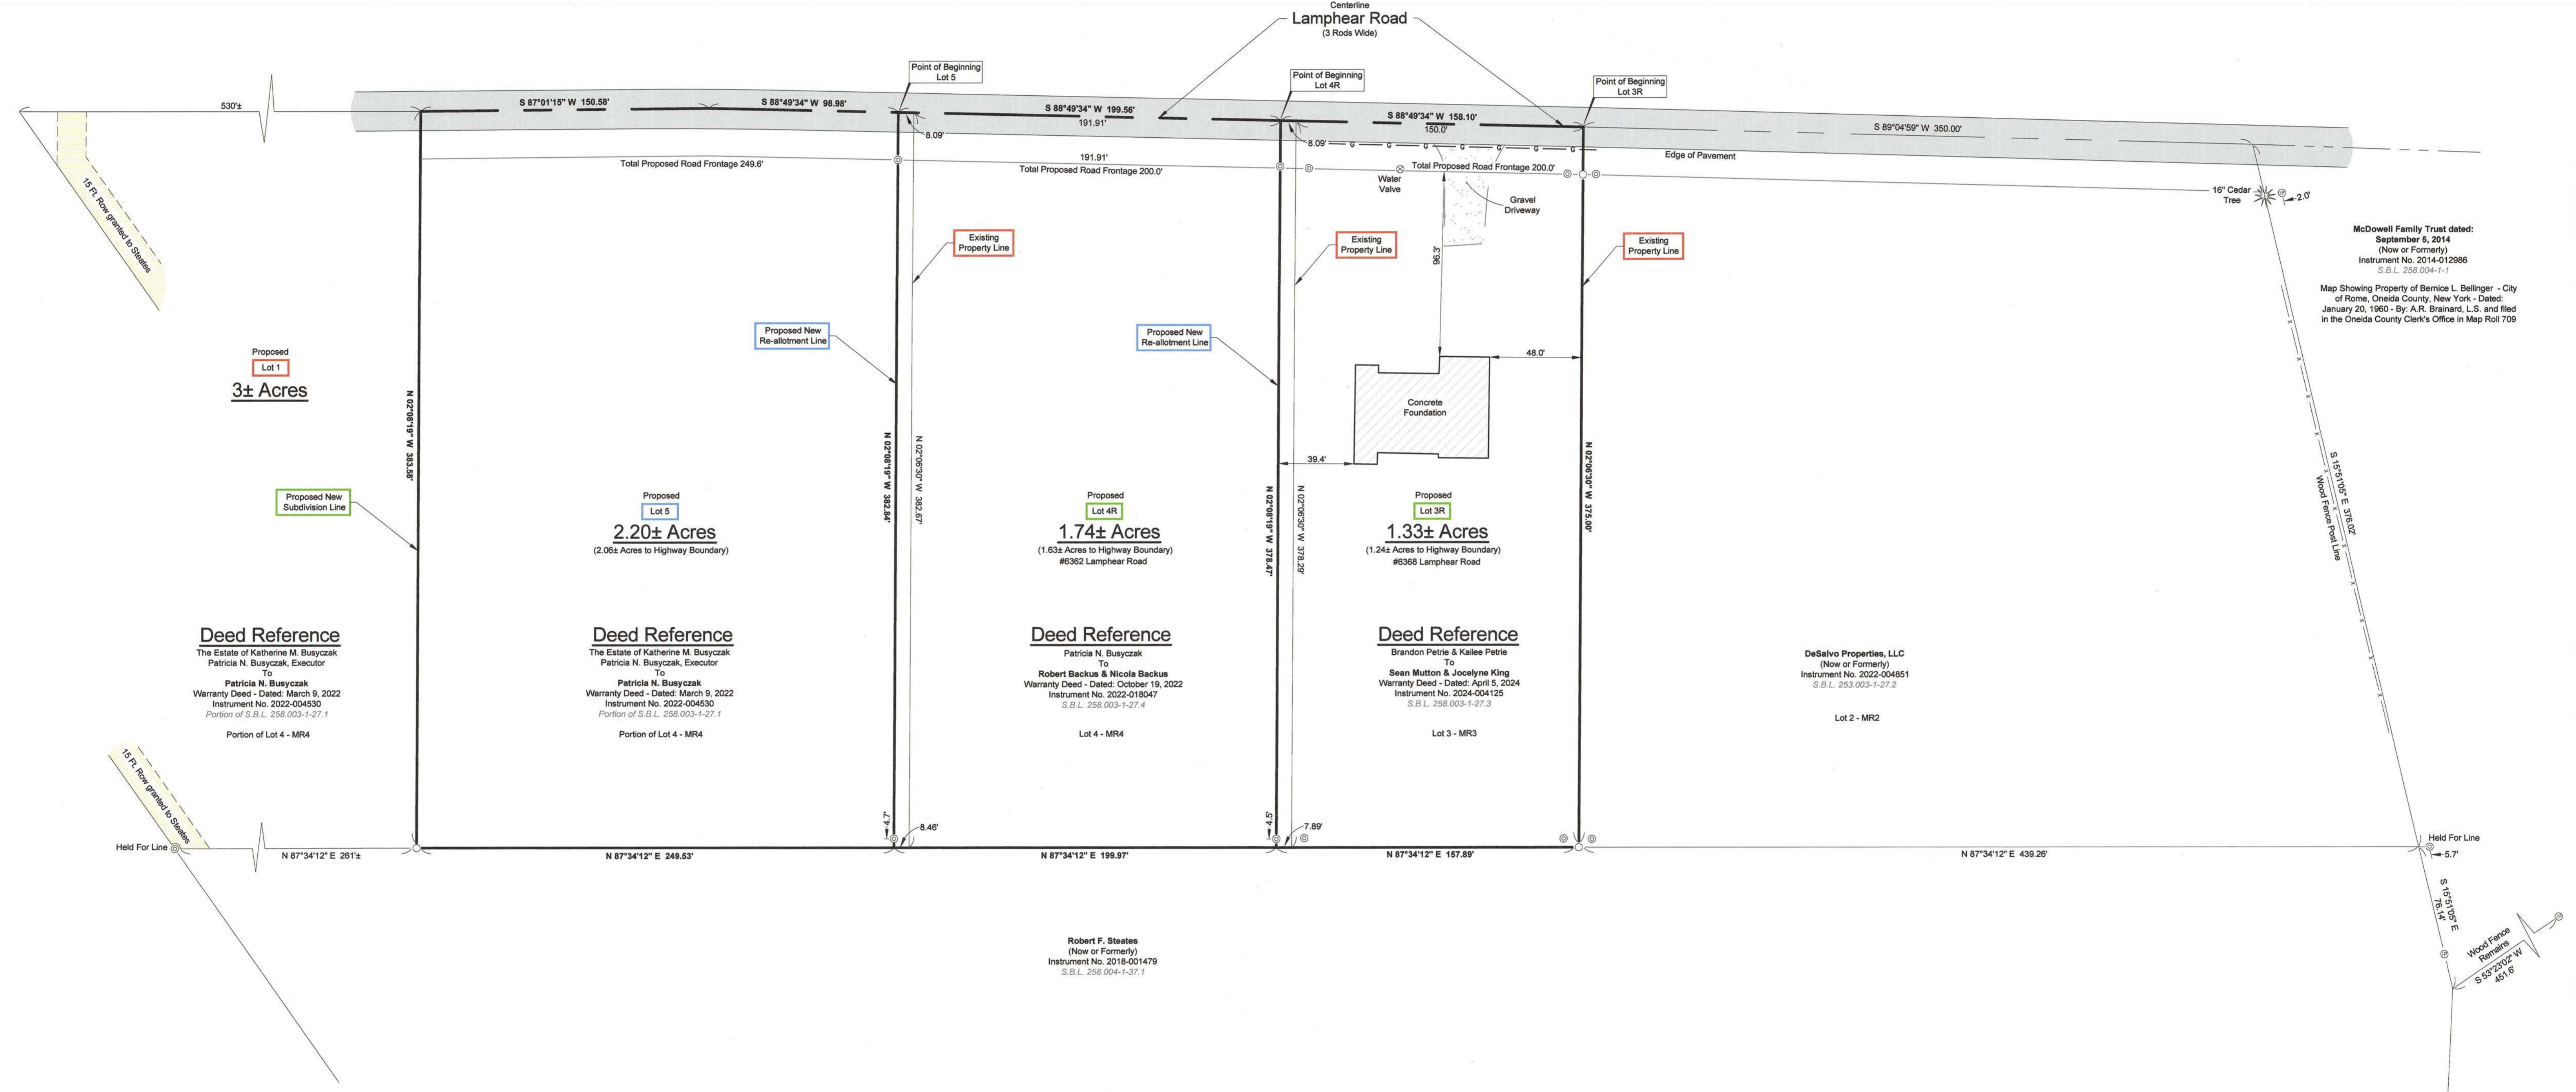 Centerline
Lamphear Road
(3 Rods Wide)
Point of Beginning
Lot 5
Point of Beginning
Lot 4R
Point of Beginning
Lot 3R
530'±
S 87°01'15" W 150.58'
S 88°49'34" W 98.98'
S 88°49'34" W 199.56'
191.91'
S 88°49'34" W 158.10'
150.0'
S 89°04'59" W 350.00'
8.09'
8.09'
G G G G G G G
Edge of Pavement
Total Proposed Road Frontage 249.6'
191.91'
Total Proposed Road Frontage 200.0'
Total Proposed Road Frontage 200.0'
Water
Valve
Gravel
Driveway
16" Cedar
Tree
2.0'
15 Ft. Row granted to Steates
Existing
Property Line
Existing
Property Line
Existing
Property Line
McDowell Family Trust dated:
September 5, 2014
(Now or Formerly)
Instrument No. 2014-012986
S.B.L. 258.004-1-1
Map Showing Property of Bernice L. Bellinger - City
of Rome, Oneida County, New York - Dated:
January 20, 1960 - By: A.R. Brainard, L.S. and filed
in the Oneida County Clerk's Office in Map Roll 709
96.3'
Proposed New
Re-allotment Line
Proposed New
Re-allotment Line
48.0'
Concrete
Foundation
39.4'
Proposed
Lot 1
3± Acres
N 02°08'19" W 383.58'
N 02°08'19" W 382.84'
N 02°06'30" W 382.67'
N 02°08'19" W 378.47'
N 02°06'30" W 378.29'
N 02°06'30" W 375.00'
S 15°51'05" E 376.02'
Wood Fence Post Line
x x x x x x x x x
Proposed New
Subdivision Line
Proposed
Lot 5
2.20± Acres
(2.06± Acres to Highway Boundary)
Proposed
Lot 4R
1.74± Acres
(1.63± Acres to Highway Boundary)
#6362 Lamphear Road
Proposed
Lot 3R
1.33± Acres
(1.24± Acres to Highway Boundary)
#6368 Lamphear Road
Deed Reference
The Estate of Katherine M. Busyczak
Patricia N. Busyczak, Executor
To
Patricia N. Busyczak
Warranty Deed - Dated: March 9, 2022
Instrument No. 2022-004530
Portion of S.B.L. 258.003-1-27.1
Portion of Lot 4 - MR4
Deed Reference
The Estate of Katherine M. Busyczak
Patricia N. Busyczak, Executor
To
Patricia N. Busyczak
Warranty Deed - Dated: March 9, 2022
Instrument No. 2022-004530
Portion of S.B.L. 258.003-1-27.1
Portion of Lot 4 - MR4
Deed Reference
Patricia N. Busyczak
To
Robert Backus & Nicola Backus
Warranty Deed - Dated: October 19, 2022
Instrument No. 2022-018047
S.B.L. 258.003-1-27.4
Lot 4 - MR4
Deed Reference
Brandon Petrie & Kailee Petrie
To
Sean Mutton & Jocelyne King
Warranty Deed - Dated: April 5, 2024
Instrument No. 2024-004125
S.B.L. 258.003-1-27.3
Lot 3 - MR3
DeSalvo Properties, LLC
(Now or Formerly)
Instrument No. 2022-004851
S.B.L. 253.003-1-27.2
Lot 2 - MR2
15 Ft. Row granted to Steates
4.7'
8.46'
4.5'
7.89'
Held For Line
N 87°34'12" E 261'±
N 87°34'12" E 249.53'
N 87°34'12" E 199.97'
N 87°34'12" E 157.89'
N 87°34'12" E 439.26'
Held For Line
5.7'
S 15°51'05" E
76.14'
Wood Fence
Remains
S 53°23'02" W
451.6'
Robert F. Steates
(Now or Formerly)
Instrument No. 2018-001479
S.B.L. 258.004-1-37.1